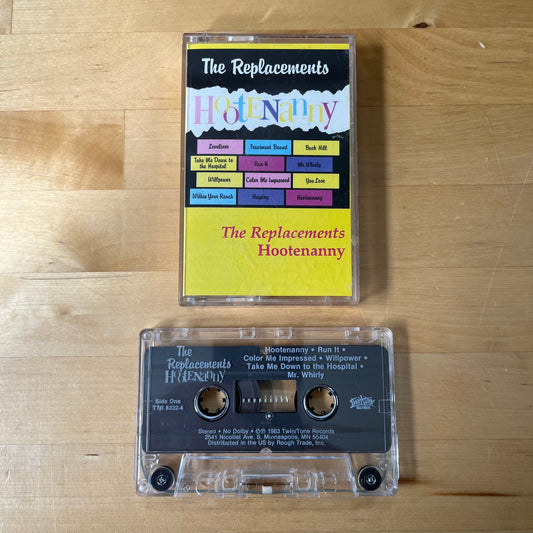 The Replacements
Hootenanny
Lovelines
Treatment Bound
Buck Hill
Take Me Down to
the Hospital
Run It
Mr. Whirly
Willpower
Color Me Impressed
You Lose
Within Your Reach
Hayday
Hootenanny
The Replacements
Hootenanny
The
Replacements
Hootenanny
Hootenanny • Run It •
Color Me Impressed • Willpower •
Take Me Down to the Hospital •
Mr. Whirly
Side One
TTR 8332-4
Stereo • No Dolby • ©℗ 1983 Twin/Tone Records
2541 Nicollet Ave. S. Minneapolis, MN 55404
Distributed in the US by Rough Trade, Inc.